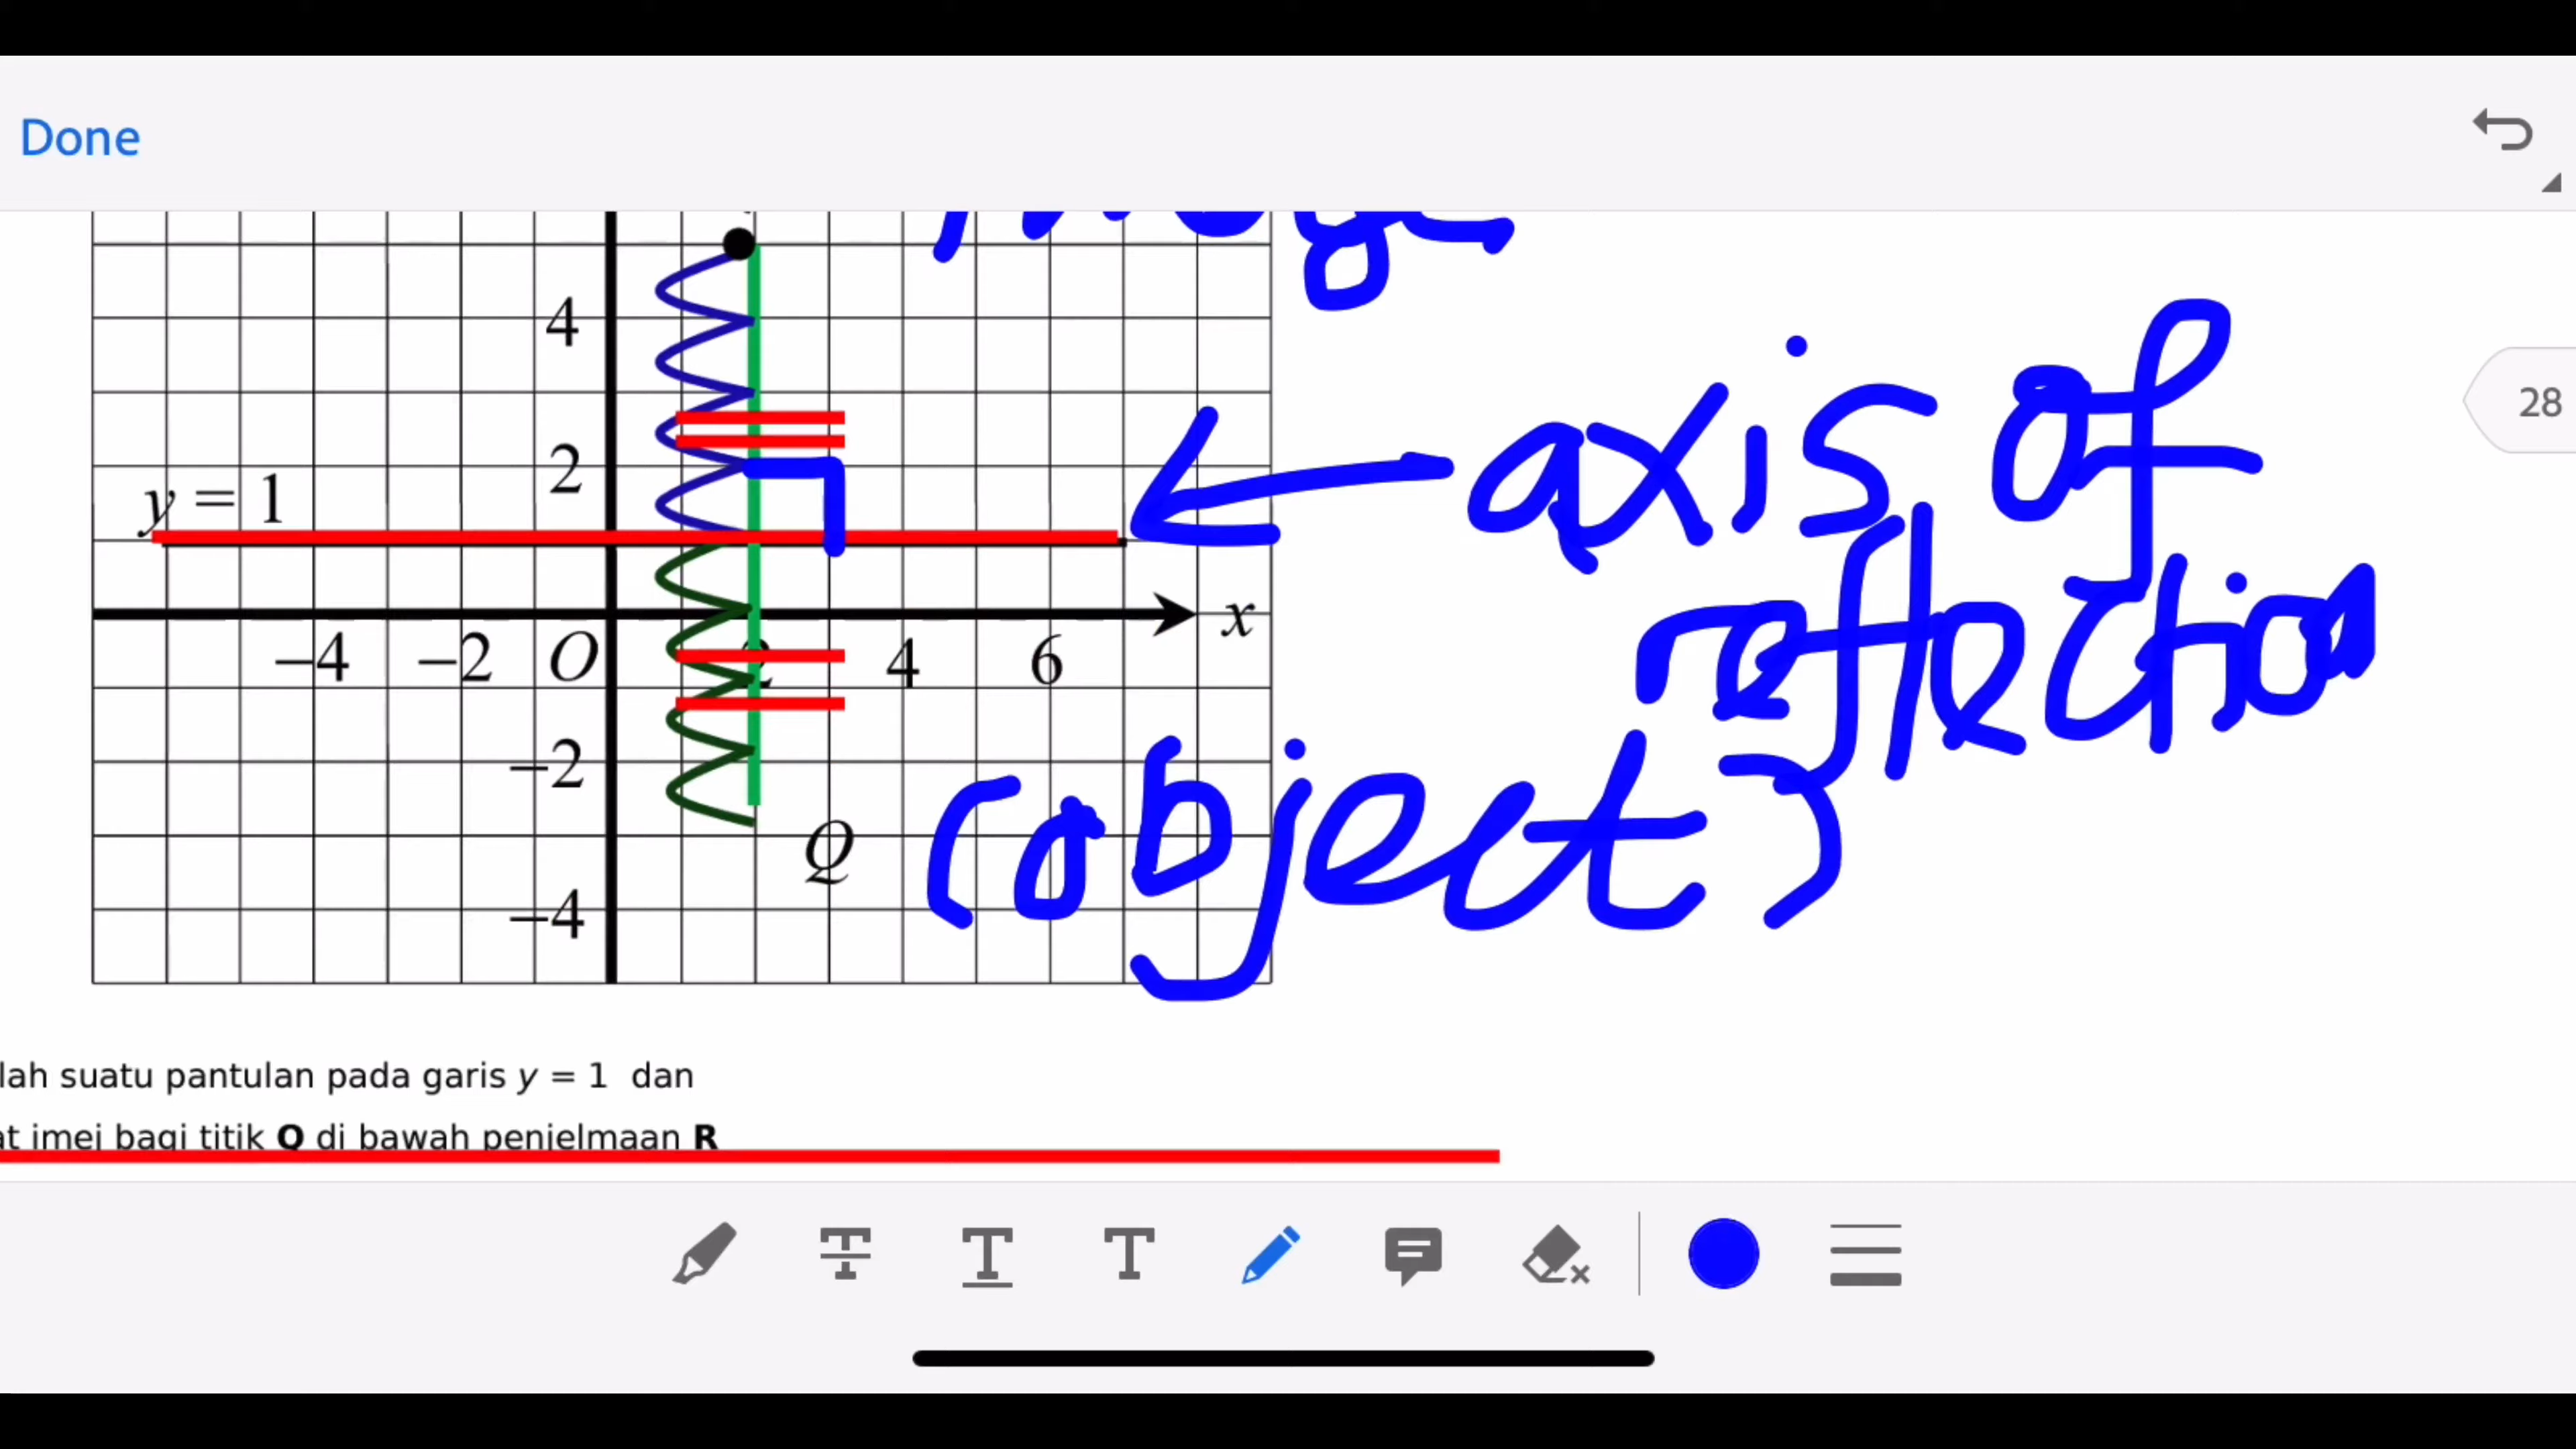 Done
4
axis of
28
2
y = 1
reflection
x
−4 −2 O 2 4 6
−2
(object)
Q
−4
lah suatu pantulan pada garis y = 1 dan
at imej bagi titik Q di bawah penjelmaan R